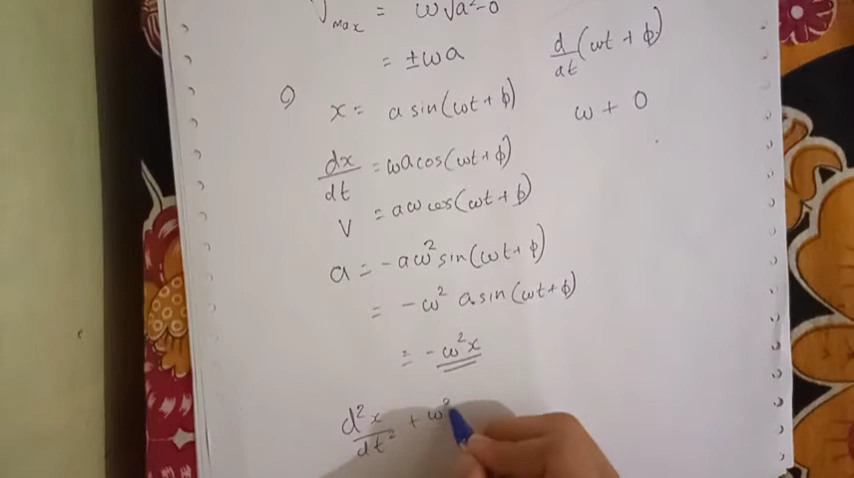 V_max = ω√a²-0
= ±ωa
d/dt (ωt + φ)
ω + 0
9) x = a sin(ωt + φ)
dx/dt = ωa cos(ωt + φ)
V = aω cos(ωt + φ)
a = -aω² sin(ωt + φ)
= -ω² a sin(ωt + φ)
= -ω²x
d²x/dt² + ω²